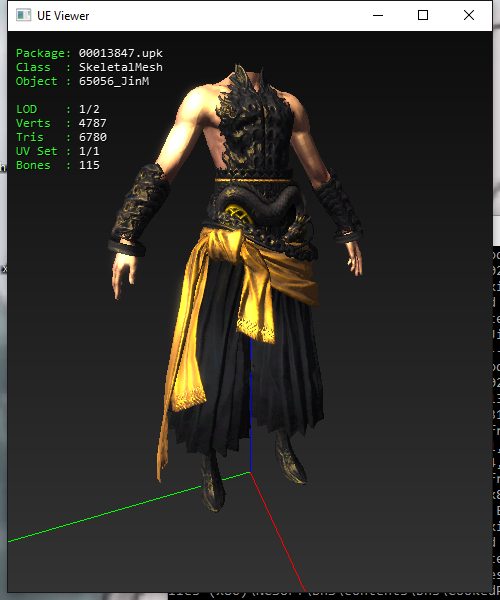 UE Viewer
Package: 00013847.upk
Class : SkeletalMesh
Object : 65056_JinM
LOD : 1/2
Verts : 4787
Tris : 6780
UV Set : 1/1
Bones : 115